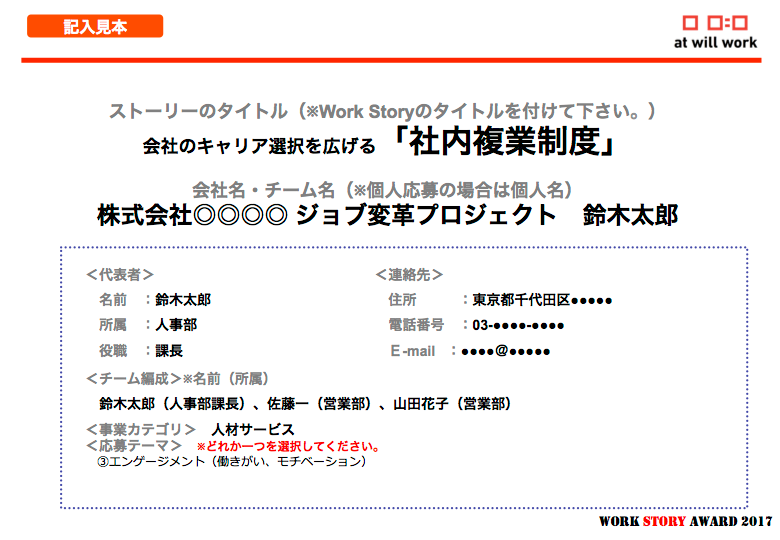 記入見本
at will work
ストーリーのタイトル（※Work Storyのタイトルを付けて下さい。）
会社のキャリア選択を広げる「社内複業制度」
会社名・チーム名（※個人応募の場合は個人名）
株式会社◎◎◎◎ ジョブ変革プロジェクト　鈴木太郎
＜代表者＞
名前　：鈴木太郎
所属　：人事部
役職　：課長
＜連絡先＞
住所　　　：東京都千代田区●●●●●
電話番号　：03-●●●●-●●●●
Ｅ-mail　：●●●●＠●●●●●
＜チーム編成＞※名前（所属）
鈴木太郎（人事部課長）、佐藤一（営業部）、山田花子（営業部）
＜事業カテゴリ＞　人材サービス
＜応募テーマ＞　※どれか一つを選択してください。
③エンゲージメント（働きがい、モチベーション）
WORK STORY AWARD 2017